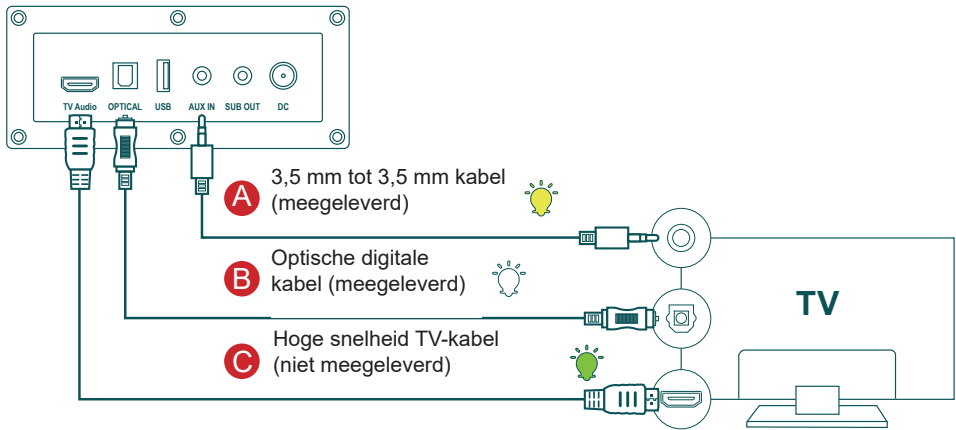 TV Audio OPTICAL USB AUX IN SUB OUT DC
A 3,5 mm tot 3,5 mm kabel
(meegeleverd)
B Optische digitale
kabel (meegeleverd)
TV
C Hoge snelheid TV-kabel
(niet meegeleverd)